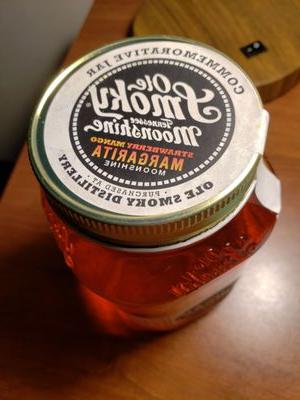 COMMEMORATIVE JAR
Ole
Smoky®
Tennessee
Moonshine
STRAWBERRY MANGO
MARGARITA
MOONSHINE
• PURCHASED AT •
OLE SMOKY DISTILLERY